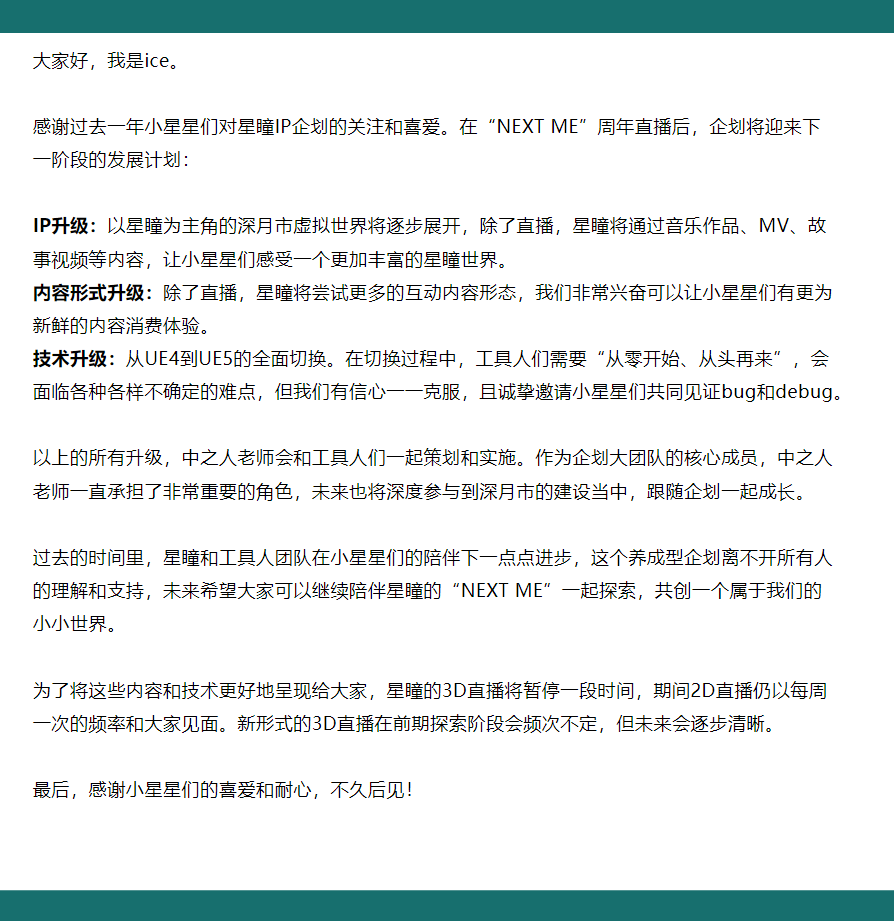 大家好，我是ice。
感谢过去一年小星星们对星瞳IP企划的关注和喜爱。在“NEXT ME”周年直播后，企划将迎来下
一阶段的发展计划：
IP升级：以星瞳为主角的深月市虚拟世界将逐步展开，除了直播，星瞳将通过音乐作品、MV、故
事视频等内容，让小星星们感受一个更加丰富的星瞳世界。
内容形式升级：除了直播，星瞳将尝试更多的互动内容形态，我们非常兴奋可以让小星星们有更为
新鲜的内容消费体验。
技术升级：从UE4到UE5的全面切换。在切换过程中，工具人们需要“从零开始、从头再来”，会
面临各种各样不确定的难点，但我们有信心一一克服，且诚挚邀请小星星们共同见证bug和debug。
以上的所有升级，中之人老师会和工具人们一起策划和实施。作为企划大团队的核心成员，中之人
老师一直承担了非常重要的角色，未来也将深度参与到深月市的建设当中，跟随企划一起成长。
过去的时间里，星瞳和工具人团队在小星星们的陪伴下一点点进步，这个养成型企划离不开所有人
的理解和支持，未来希望大家可以继续陪伴星瞳的“NEXT ME”一起探索，共创一个属于我们的
小小世界。
为了将这些内容和技术更好地呈现给大家，星瞳的3D直播将暂停一段时间，期间2D直播仍以每周
一次的频率和大家见面。新形式的3D直播在前期探索阶段会频次不定，但未来会逐步清晰。
最后，感谢小星星们的喜爱和耐心，不久后见！